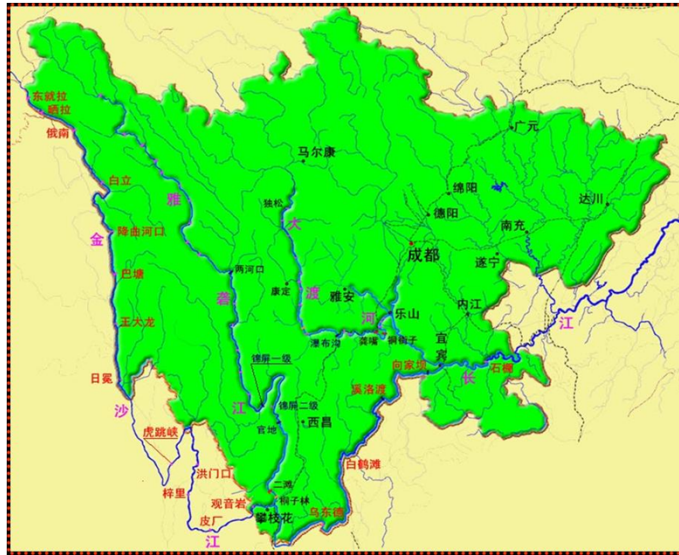 东就拉
晒拉
俄南
白立
金
降曲河口
巴塘
王大龙
日冕
沙
虎跳峡
梓里
洪门口
观音岩
皮厂
江
雅
砻
江
两河口
锦屏一级
锦屏二级
官地
西昌
二滩
桐子林
攀枝花
乌东德
白鹤滩
溪洛渡
向家坝
石棚
马尔康
独松
大
渡
河
康定
瀑布沟
龚嘴
铜街子
雅安
乐山
成都
德阳
绵阳
广元
南充
达川
遂宁
内江
宜
宾
长
江